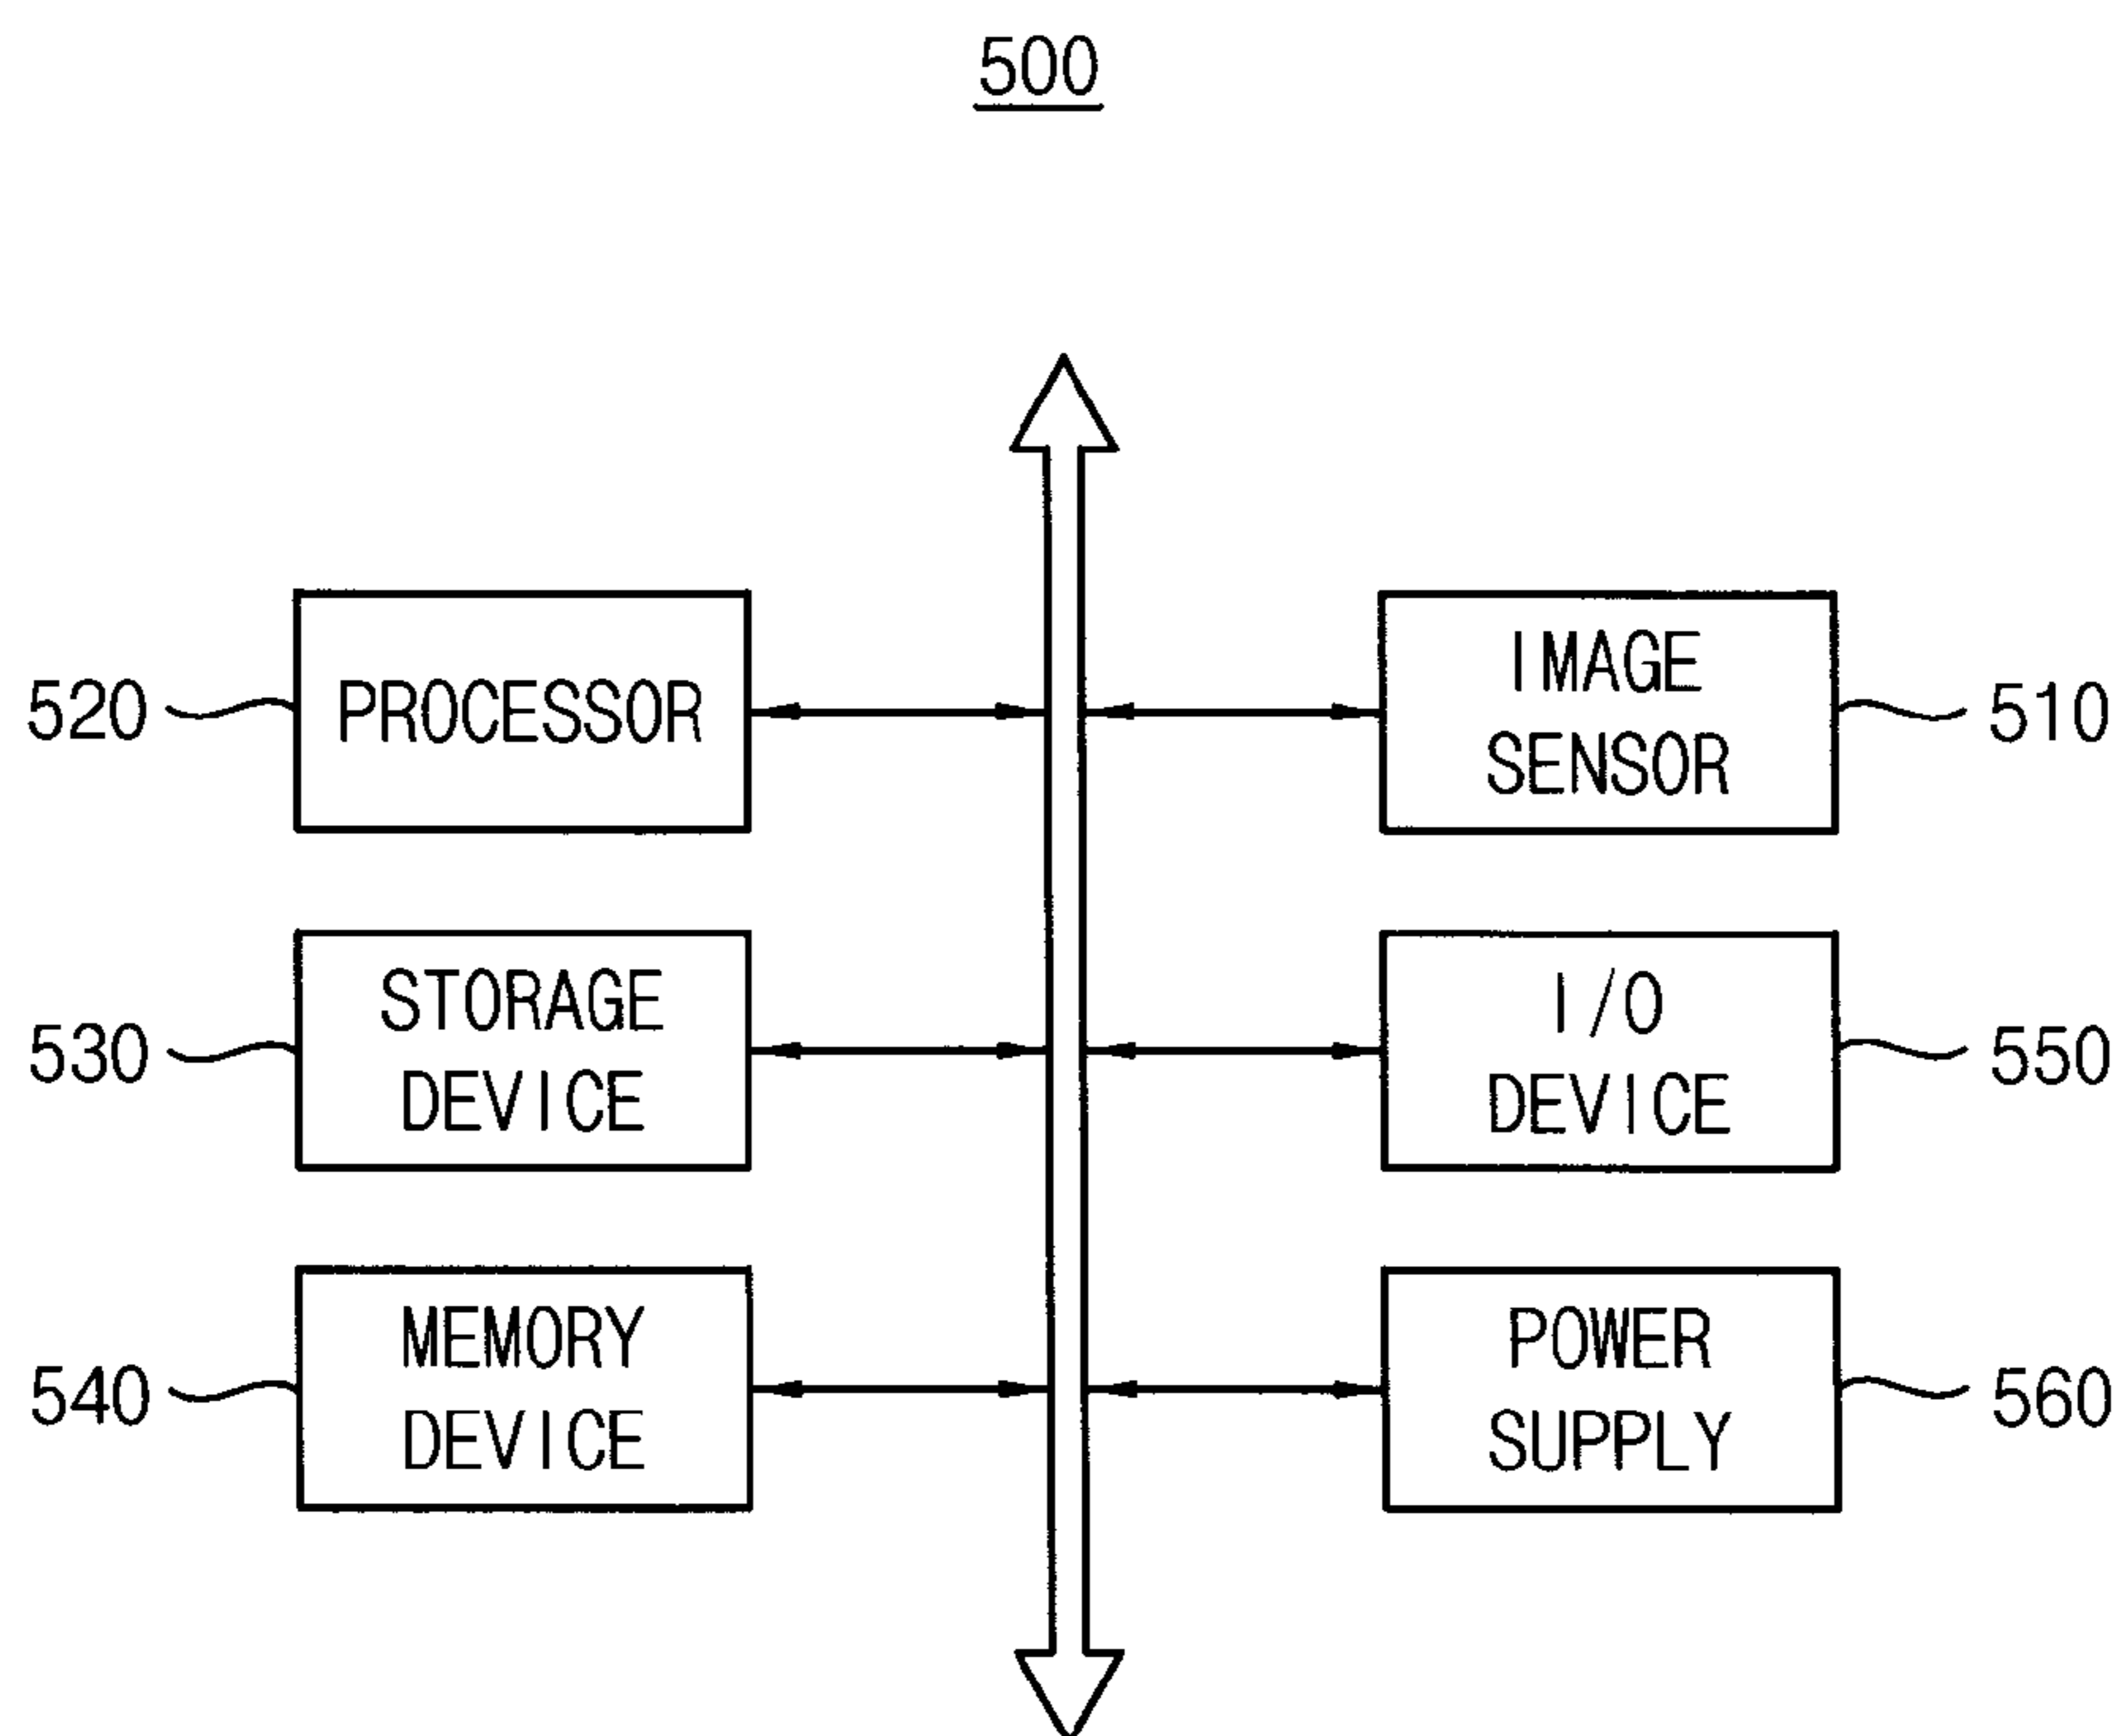 500
520
PROCESSOR
IMAGE
SENSOR
510
530
STORAGE
DEVICE
I/O
DEVICE
550
540
MEMORY
DEVICE
POWER
SUPPLY
560